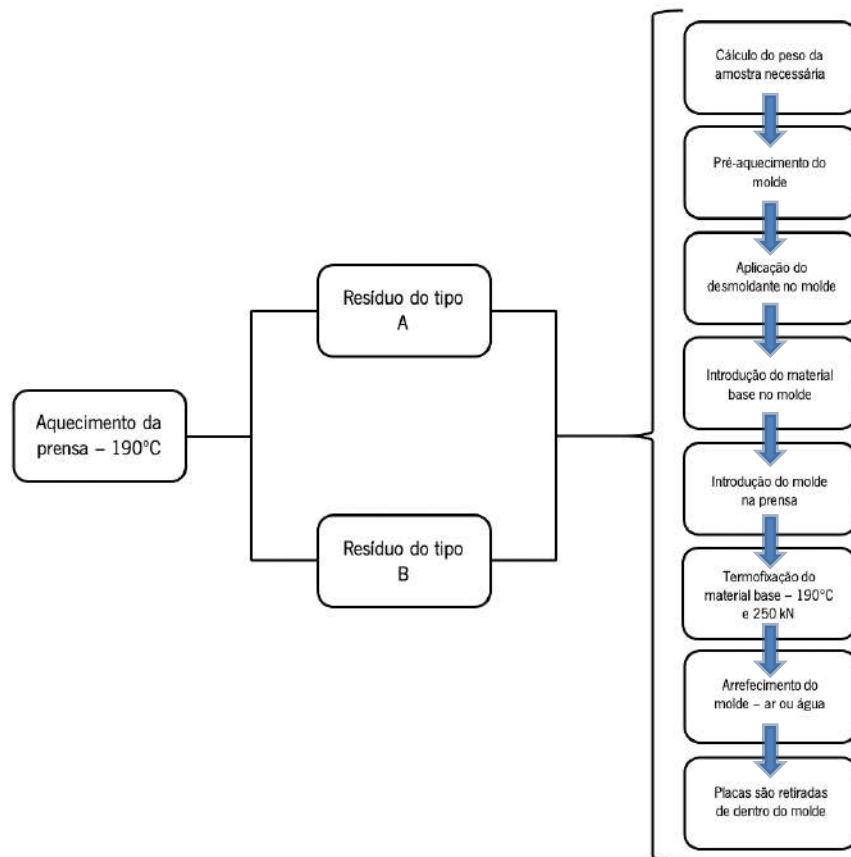 Aquecimento da
prensa – 190ºC
Resíduo do tipo
A
Resíduo do tipo
B
Cálculo do peso da
amostra necessária
Pré-aquecimento do
molde
Aplicação do
desmoldante no molde
Introdução do material
base no molde
Introdução do molde
na prensa
Termofixação do
material base – 190ºC
e 250 kN
Arrefecimento do
molde – ar ou água
Placas são retiradas
de dentro do molde